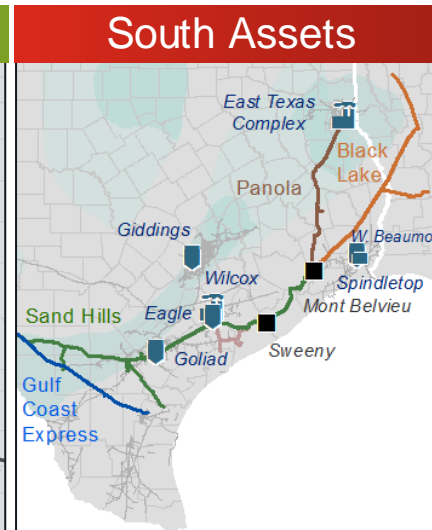 South Assets
East Texas
Complex
Black
Lake
Panola
Giddings
W. Beaumo
Wilcox
Spindletop
Eagle
Mont Belvieu
Sand Hills
Goliad
Sweeny
Gulf
Coast
Express